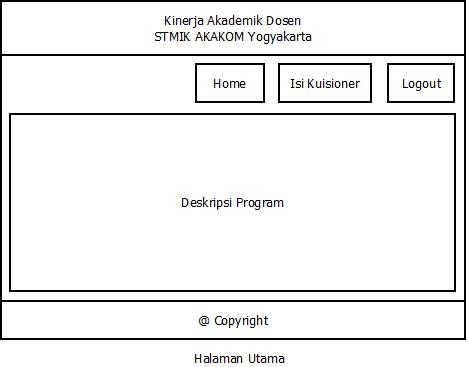 Kinerja Akademik Dosen
STMIK AKAKOM Yogyakarta
Home Isi Kuisioner Logout
Deskripsi Program
@ Copyright
Halaman Utama